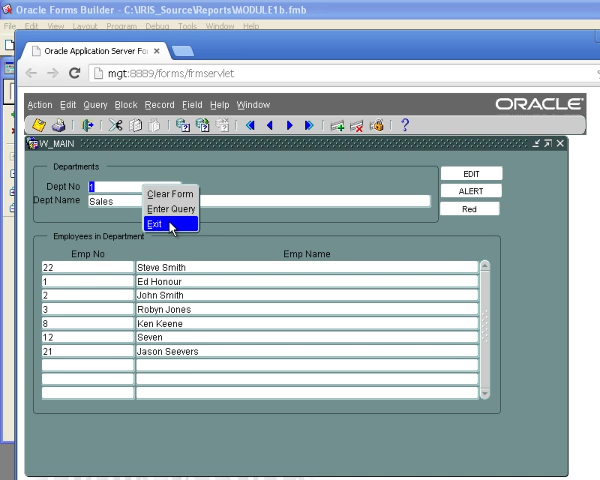 Oracle Forms Builder - C:\IRIS_Source\Reports\MODULE1b.fmb
File Edit View Layout Program Debug Tools Window Help
Oracle Application Server Fo
mgt:8889/forms/frmservlet
Action Edit Query Block Record Field Help Window
ORACLE
W_MAIN
Departments
Dept No 1
Dept Name Sales
Clear Form
Enter Query
Exit
EDIT
ALERT
Red
Employees in Department
Emp No Emp Name
22 Steve Smith
1 Ed Honour
2 John Smith
3 Robyn Jones
8 Ken Keene
12 Seven
21 Jason Seevers